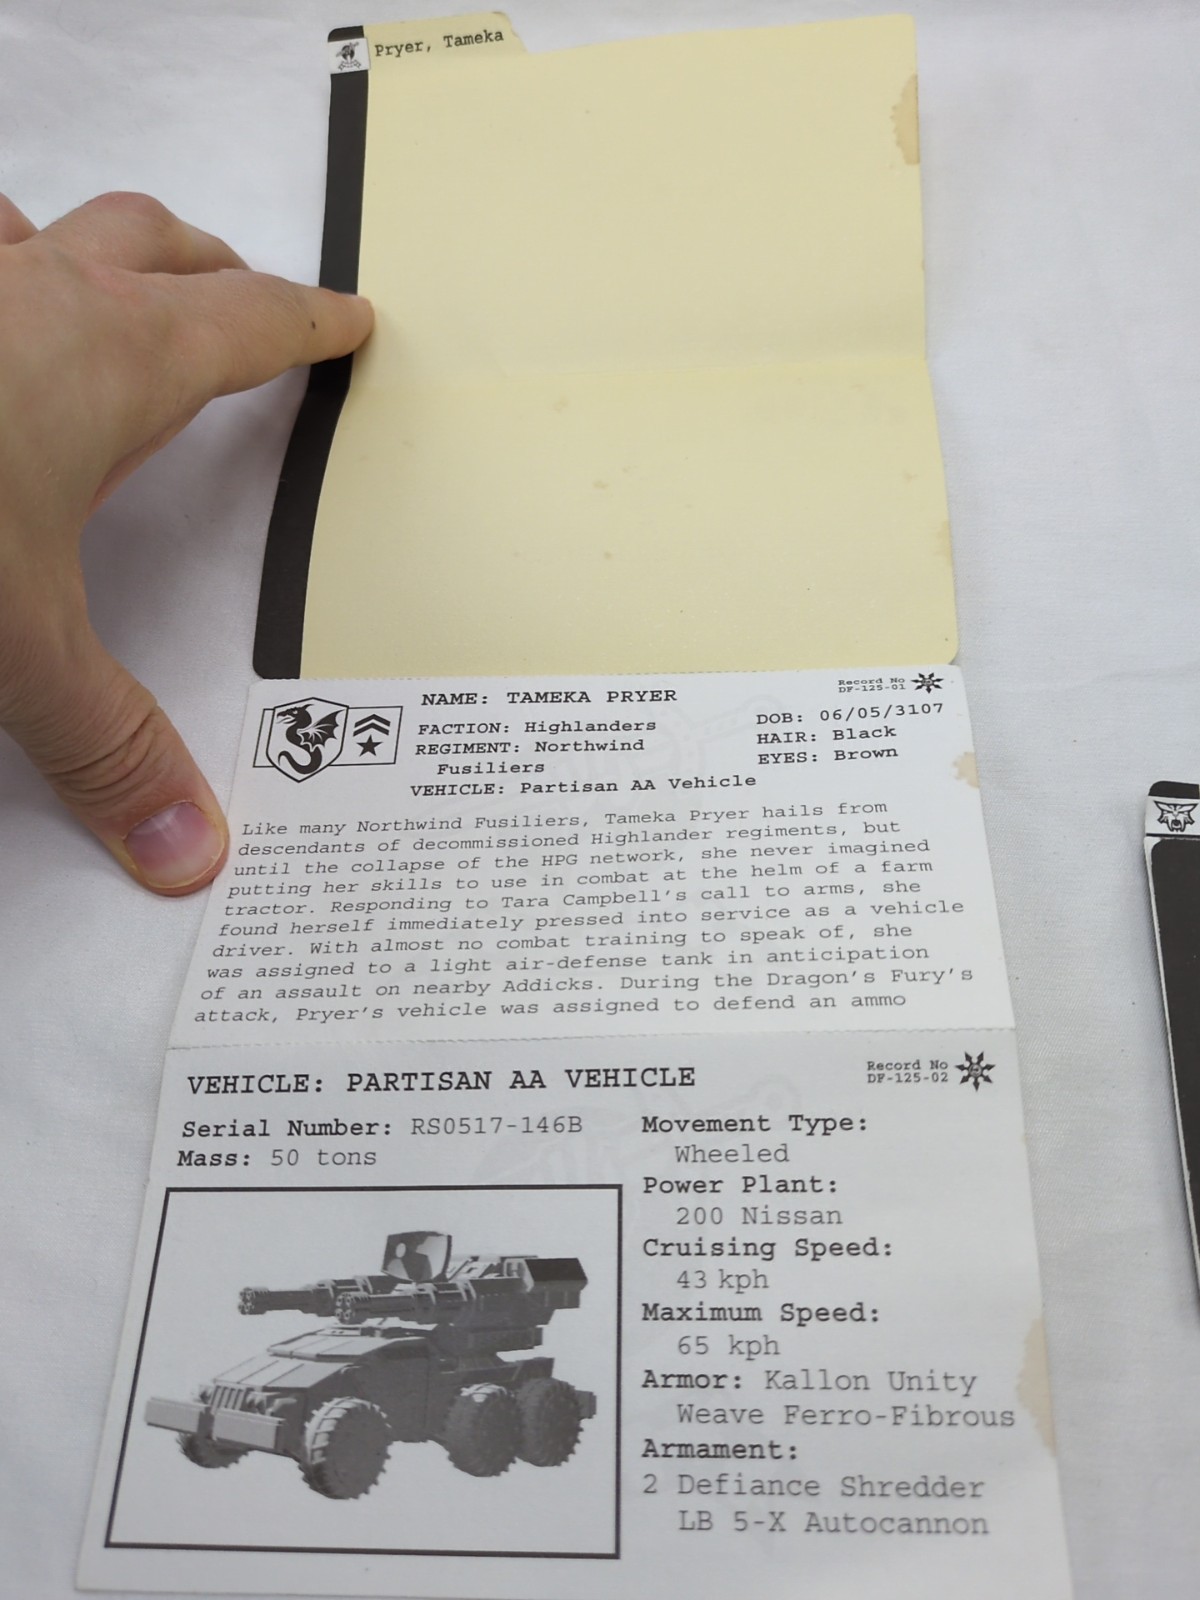 Pryer, Tameka
NAME: TAMEKA PRYER
Record No
DF-125-01
FACTION: Highlanders
REGIMENT: Northwind
Fusiliers
VEHICLE: Partisan AA Vehicle
DOB: 06/05/3107
HAIR: Black
EYES: Brown
Like many Northwind Fusiliers, Tameka Pryer hails from
descendants of decommissioned Highlander regiments, but
until the collapse of the HPG network, she never imagined
putting her skills to use in combat at the helm of a farm
tractor. Responding to Tara Campbell's call to arms, she
found herself immediately pressed into service as a vehicle
driver. With almost no combat training to speak of, she
was assigned to a light air-defense tank in anticipation
of an assault on nearby Addicks. During the Dragon's Fury's
attack, Pryer's vehicle was assigned to defend an ammo
VEHICLE: PARTISAN AA VEHICLE
Record No
DF-125-02
Serial Number: RS0517-146B
Mass: 50 tons
Movement Type:
Wheeled
Power Plant:
200 Nissan
Cruising Speed:
43 kph
Maximum Speed:
65 kph
Armor: Kallon Unity
Weave Ferro-Fibrous
Armament:
2 Defiance Shredder
LB 5-X Autocannon